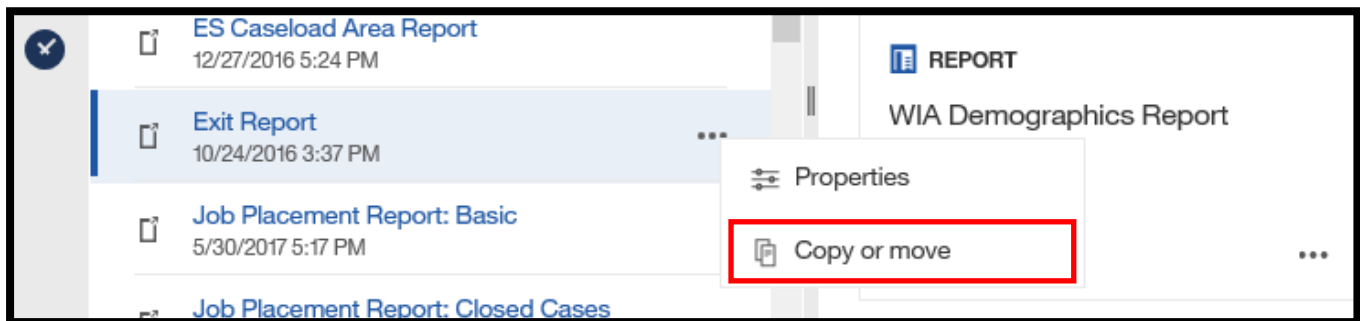 ES Caseload Area Report
12/27/2016 5:24 PM
Exit Report
10/24/2016 3:37 PM
Job Placement Report: Basic
5/30/2017 5:17 PM
Job Placement Report: Closed Cases
REPORT
WIA Demographics Report
Properties
Copy or move